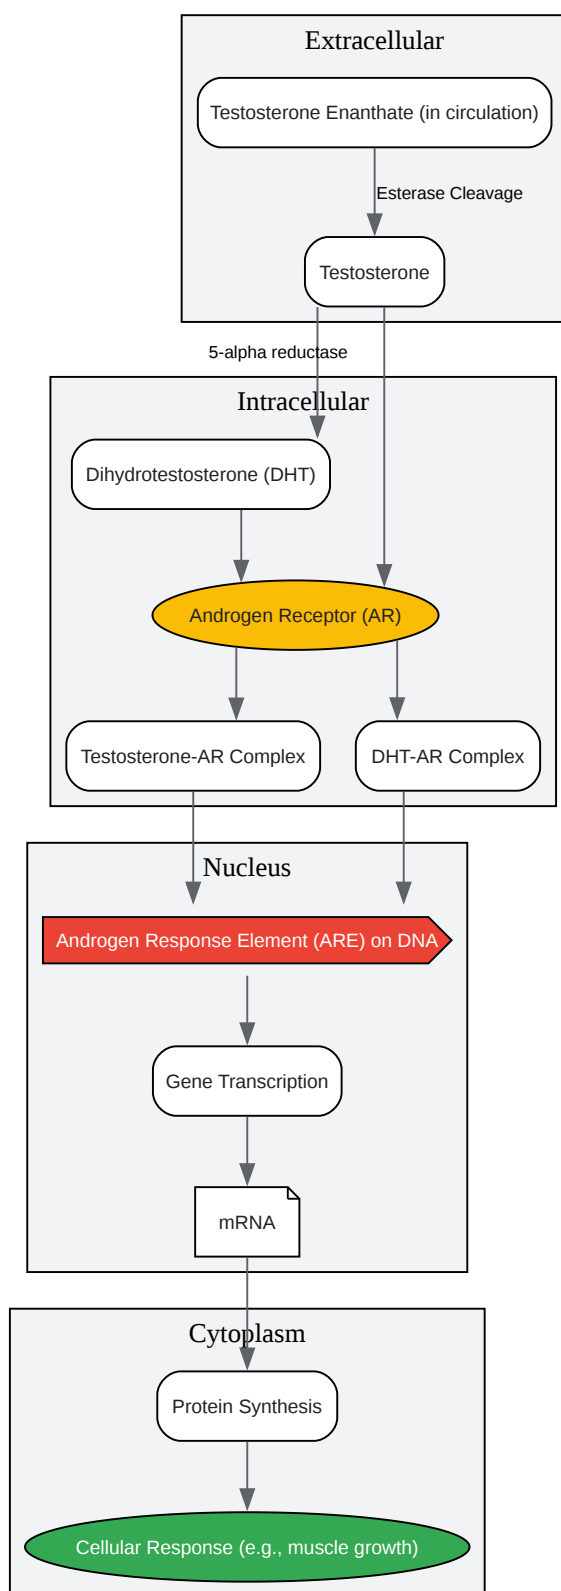 Extracellular
Testosterone Enanthate (in circulation)
Esterase Cleavage
Testosterone
5-alpha reductase
Intracellular
Dihydrotestosterone (DHT)
Androgen Receptor (AR)
Testosterone-AR Complex
DHT-AR Complex
Nucleus
Androgen Response Element (ARE) on DNA
Gene Transcription
mRNA
Cytoplasm
Protein Synthesis
Cellular Response (e.g., muscle growth)